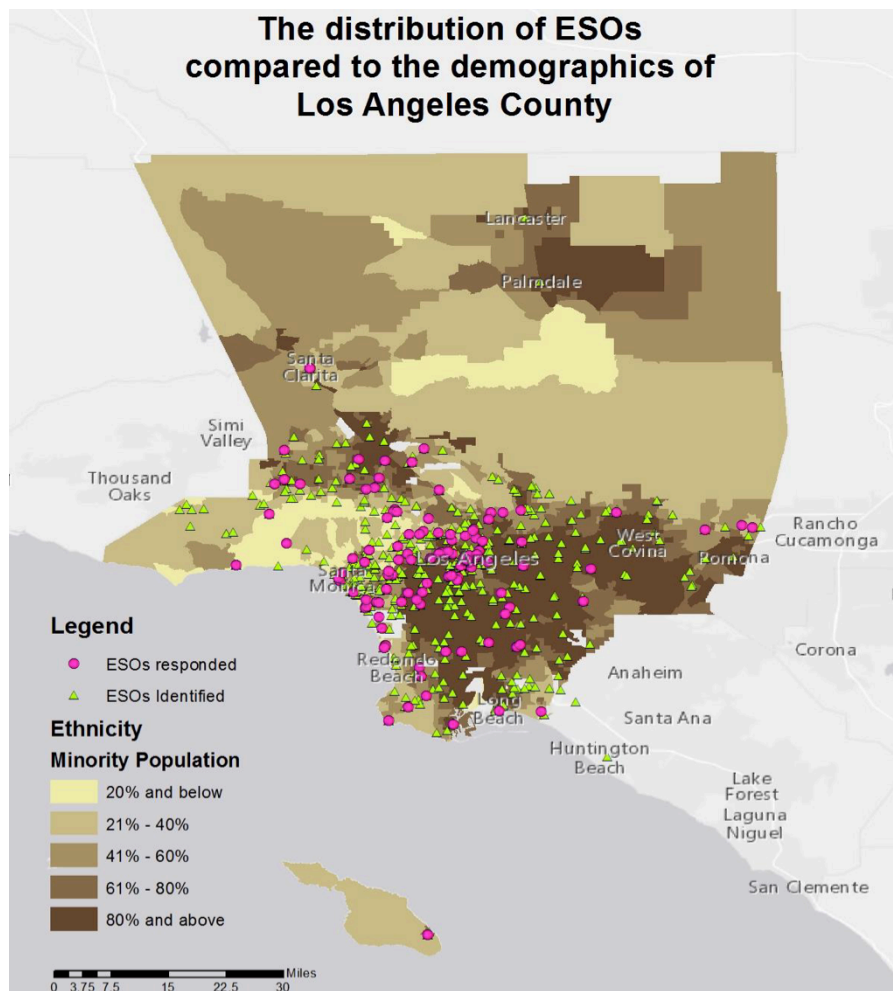 The distribution of ESOs
compared to the demographics of
Los Angeles County
Lancaster
Palmdale
Santa
Clarita
Simi
Valley
Thousand
Oaks
Rancho
Cucamonga
West
Covina
Pomona
Los Angeles
Santa
Monica
Corona
Redondo
Beach
Anaheim
Long
Beach
Santa Ana
Huntington
Beach
Lake
Forest
Laguna
Niguel
San Clemente
Legend
ESOs responded
ESOs Identified
Ethnicity
Minority Population
20% and below
21% - 40%
41% - 60%
61% - 80%
80% and above
Miles
0 3.75 7.5 15 22.5 30